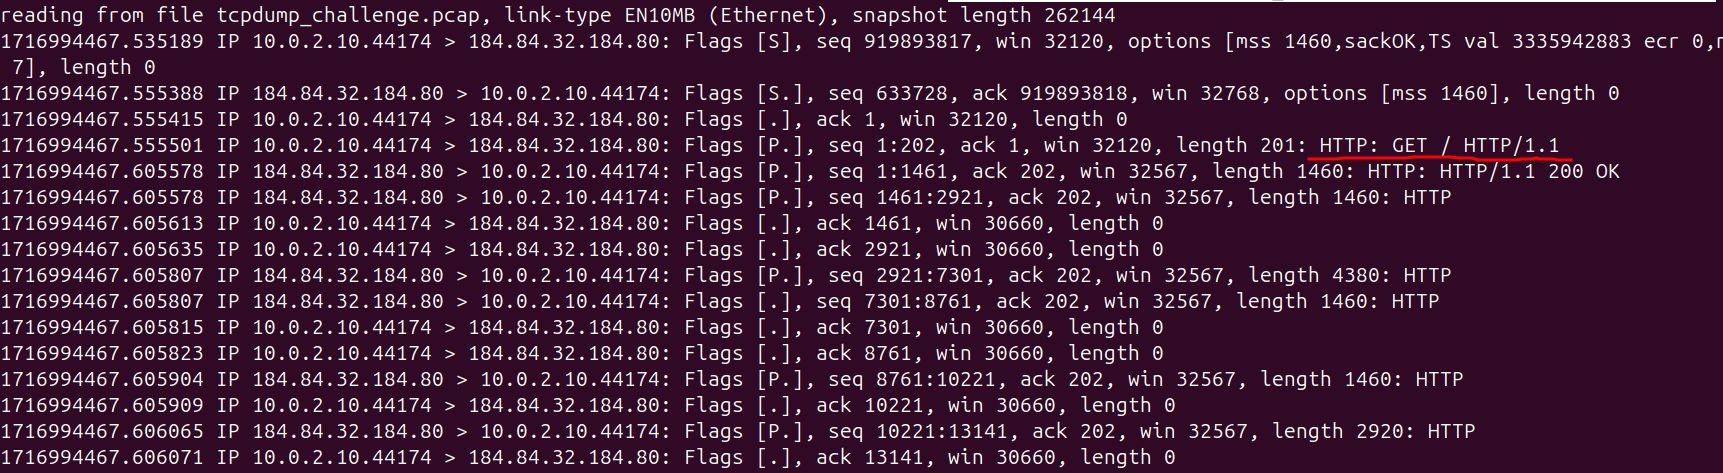 reading from file tcpdump_challenge.pcap, link-type EN10MB (Ethernet), snapshot length 262144
1716994467.535189 IP 10.0.2.10.44174 > 184.84.32.184.80: Flags [S], seq 919893817, win 32120, options [mss 1460,sackOK,TS val 3335942883 ecr 0,n
7], length 0
1716994467.555388 IP 184.84.32.184.80 > 10.0.2.10.44174: Flags [S.], seq 633728, ack 919893818, win 32768, options [mss 1460], length 0
1716994467.555415 IP 10.0.2.10.44174 > 184.84.32.184.80: Flags [.], ack 1, win 32120, length 0
1716994467.555501 IP 10.0.2.10.44174 > 184.84.32.184.80: Flags [P.], seq 1:202, ack 1, win 32120, length 201: HTTP: GET / HTTP/1.1
1716994467.605578 IP 184.84.32.184.80 > 10.0.2.10.44174: Flags [P.], seq 1:1461, ack 202, win 32567, length 1460: HTTP: HTTP/1.1 200 OK
1716994467.605578 IP 184.84.32.184.80 > 10.0.2.10.44174: Flags [P.], seq 1461:2921, ack 202, win 32567, length 1460: HTTP
1716994467.605613 IP 10.0.2.10.44174 > 184.84.32.184.80: Flags [.], ack 1461, win 30660, length 0
1716994467.605635 IP 10.0.2.10.44174 > 184.84.32.184.80: Flags [.], ack 2921, win 30660, length 0
1716994467.605807 IP 184.84.32.184.80 > 10.0.2.10.44174: Flags [P.], seq 2921:7301, ack 202, win 32567, length 4380: HTTP
1716994467.605807 IP 184.84.32.184.80 > 10.0.2.10.44174: Flags [.], seq 7301:8761, ack 202, win 32567, length 1460: HTTP
1716994467.605815 IP 10.0.2.10.44174 > 184.84.32.184.80: Flags [.], ack 7301, win 30660, length 0
1716994467.605823 IP 10.0.2.10.44174 > 184.84.32.184.80: Flags [.], ack 8761, win 30660, length 0
1716994467.605904 IP 184.84.32.184.80 > 10.0.2.10.44174: Flags [P.], seq 8761:10221, ack 202, win 32567, length 1460: HTTP
1716994467.605909 IP 10.0.2.10.44174 > 184.84.32.184.80: Flags [.], ack 10221, win 30660, length 0
1716994467.606065 IP 184.84.32.184.80 > 10.0.2.10.44174: Flags [P.], seq 10221:13141, ack 202, win 32567, length 2920: HTTP
1716994467.606071 IP 10.0.2.10.44174 > 184.84.32.184.80: Flags [.], ack 13141, win 30660, length 0